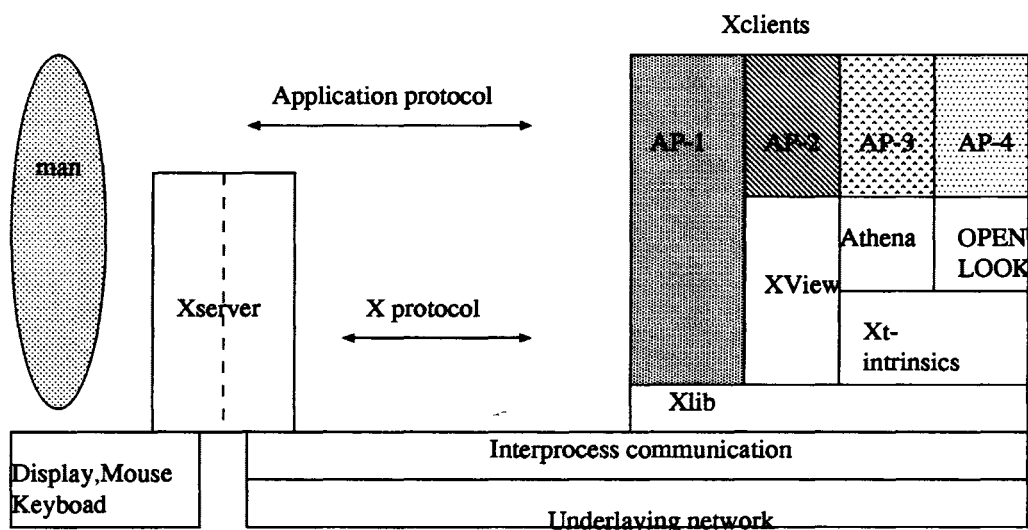 Xclients
Application protocol
man
AP-1
AP-2
AP-3
AP-4
Athena
OPEN
LOOK
XView
Xserver
X protocol
Xt-
intrinsics
Xlib
Interprocess communication
Display,Mouse
Keyboad
Underlaying network